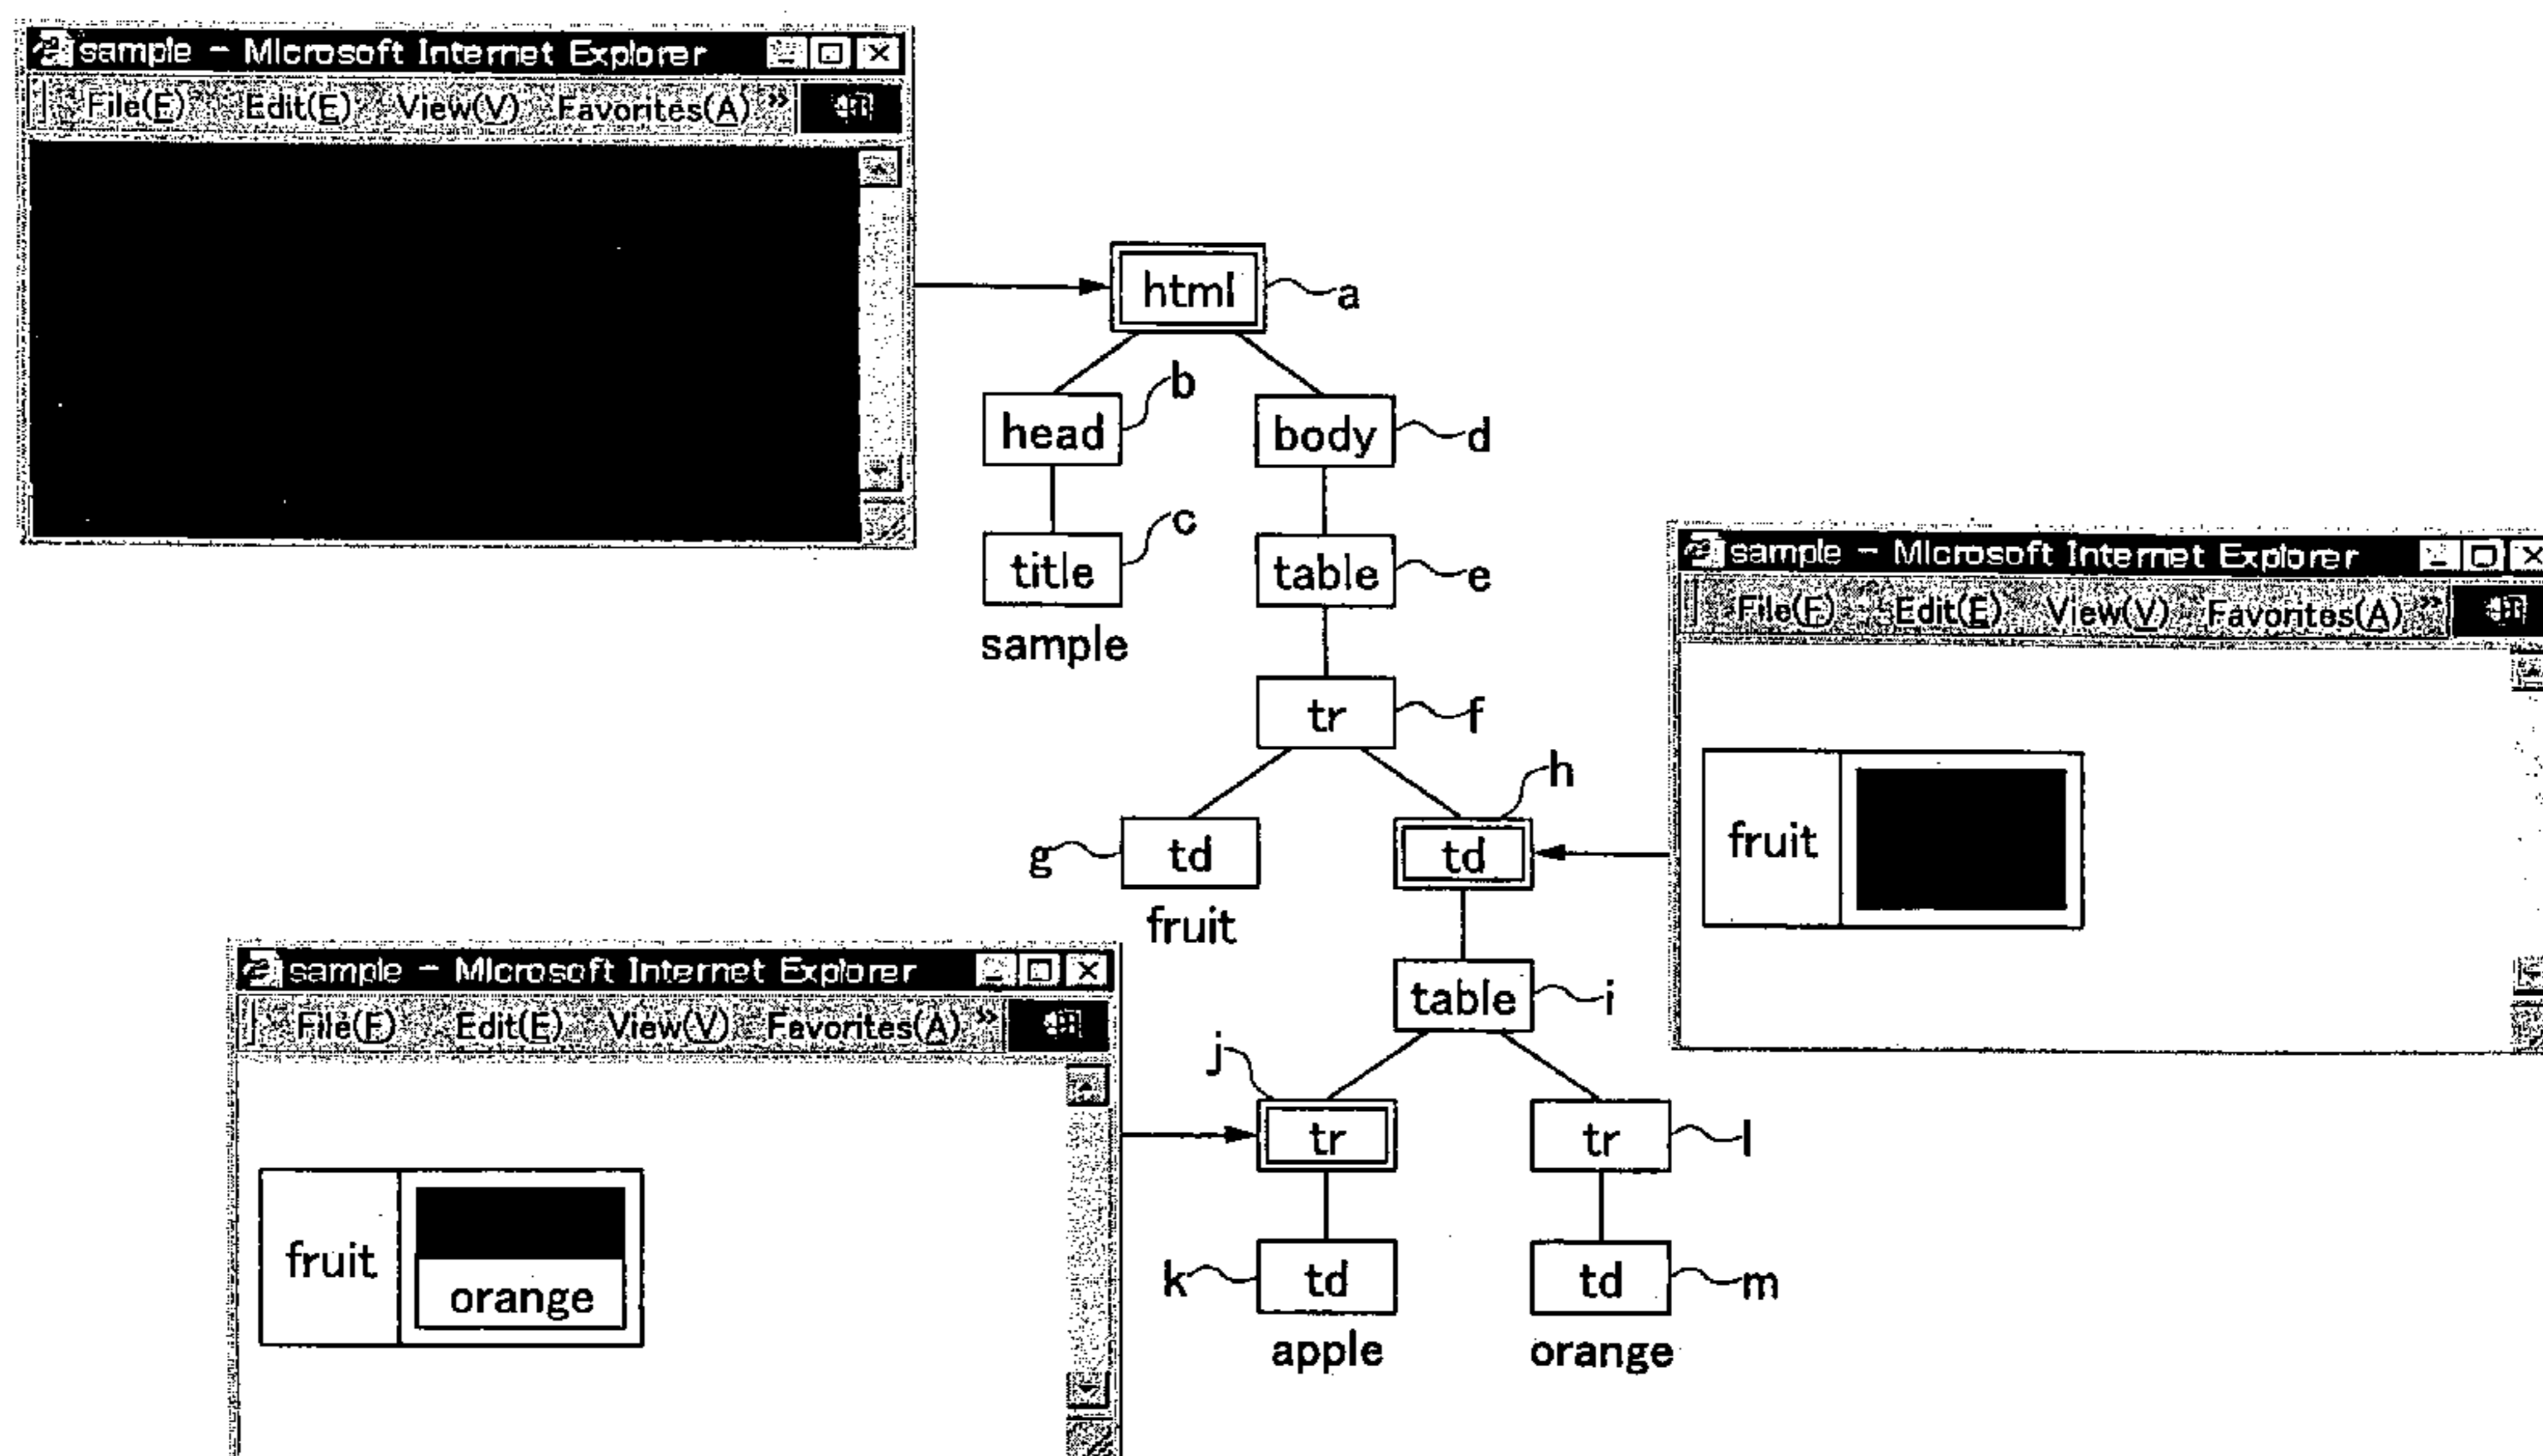 sample - Microsoft Internet Explorer
File(F) Edit(E) View(V) Favorites(A) »
html a
b
head body d
c
title table e
sample
tr f
h
g td td
fruit
table i
j
tr tr l
k td td m
apple orange
sample - Microsoft Internet Explorer
File(F) Edit(E) View(V) Favorites(A) »
fruit
sample - Microsoft Internet Explorer
File(F) Edit(E) View(V) Favorites(A) »
fruit
orange